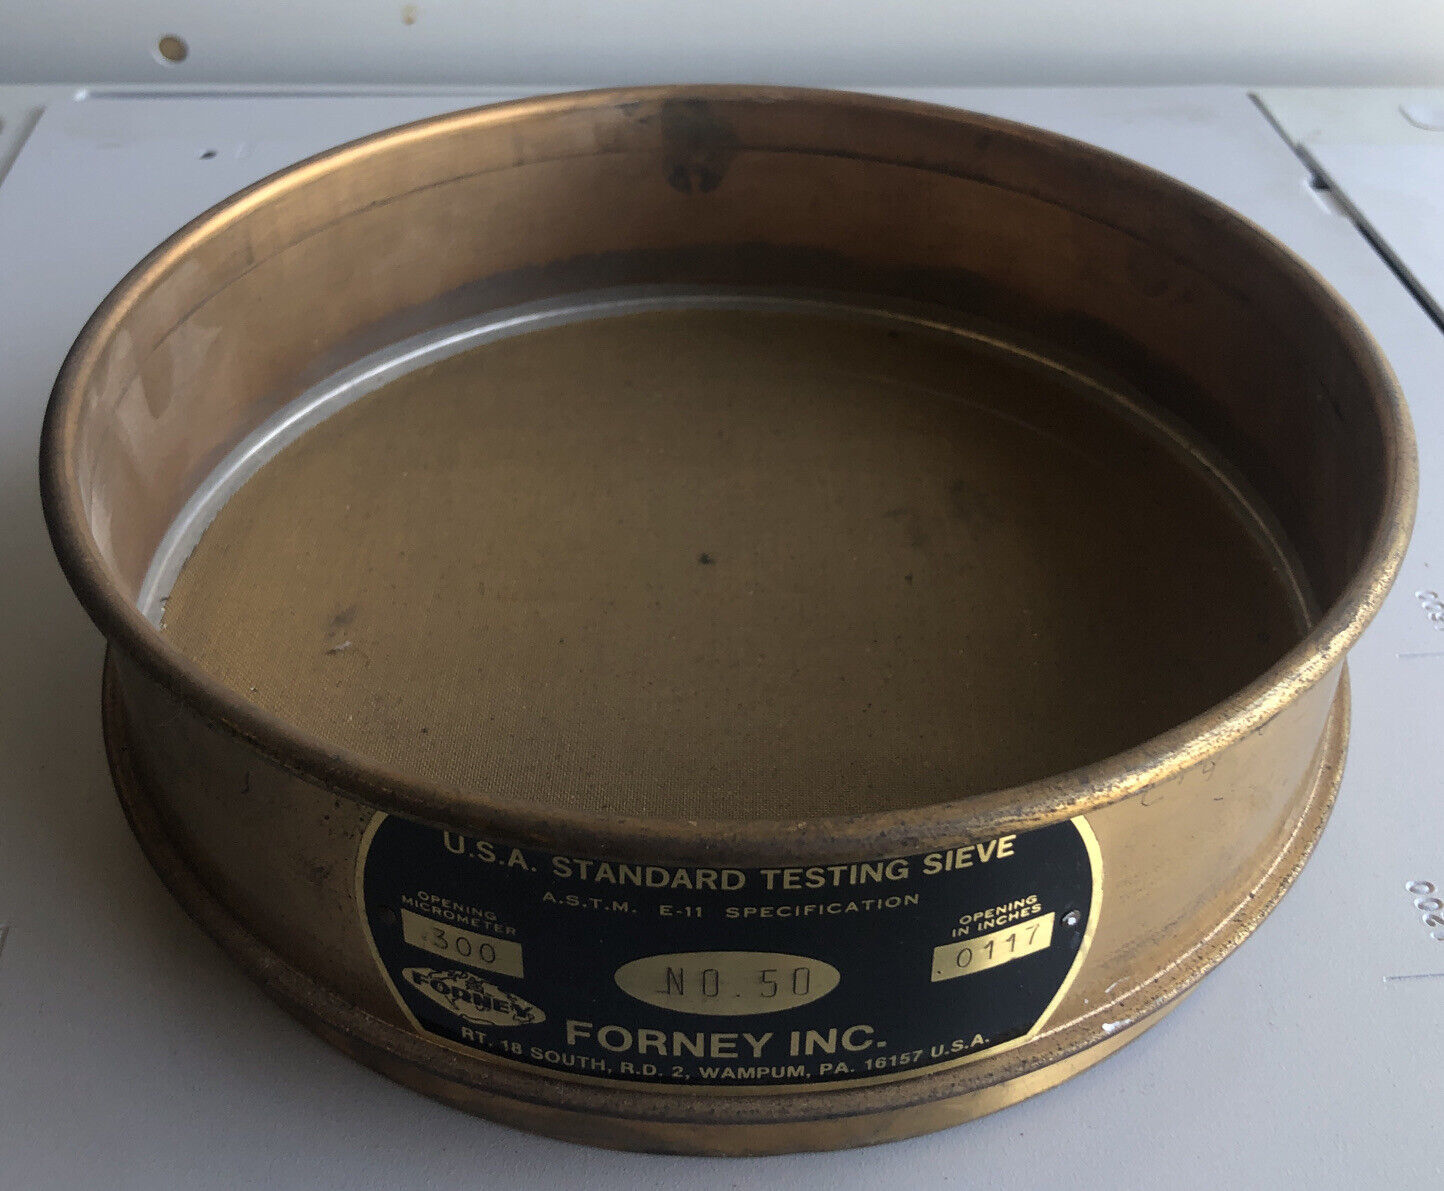 U.S.A. STANDARD TESTING SIEVE
A.S.T.M. E-11 SPECIFICATION
OPENING
MICROMETER
300
OPENING
IN INCHES
.0117
NO.50
FORNEY
FORNEY INC.
RT. 18 SOUTH, R.D. 2, WAMPUM, PA. 16157 U.S.A.
200